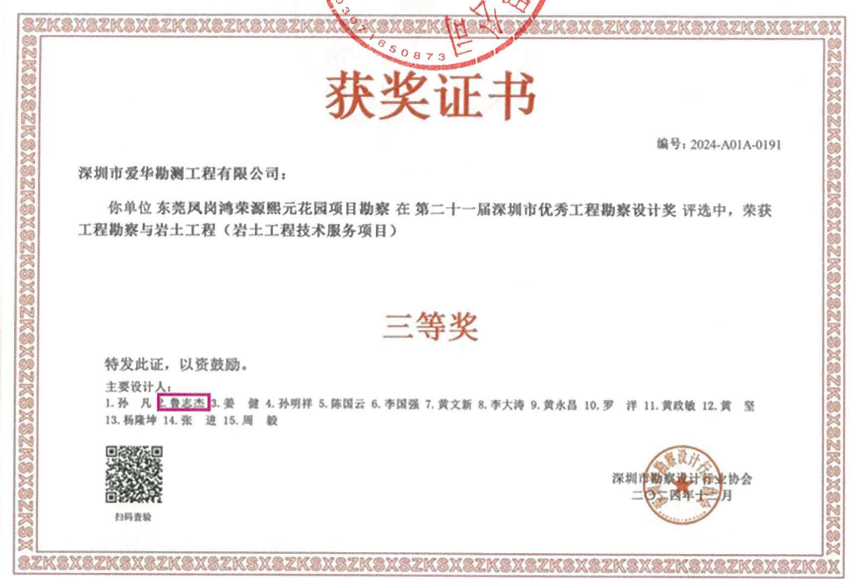 获奖证书
编号：2024-A01A-0191
深圳市爱华勘测工程有限公司：
你单位 东莞凤岗鸿荣源熙元花园项目勘察 在 第二十一届深圳市优秀工程勘察设计奖 评选中，荣获
工程勘察与岩土工程（岩土工程技术服务项目）
三等奖
特发此证，以资鼓励。
主要设计人：
1.孙 凡 2.鲁志杰 3.姜 健 4.孙明祥 5.陈国云 6.李国强 7.黄文新 8.李大涛 9.黄永昌 10.罗 洋 11.黄政敏 12.黄 坚
13.杨隆坤 14.张 进 15.周 毅
扫码查验
深圳市勘察设计行业协会
二〇二四年十二月